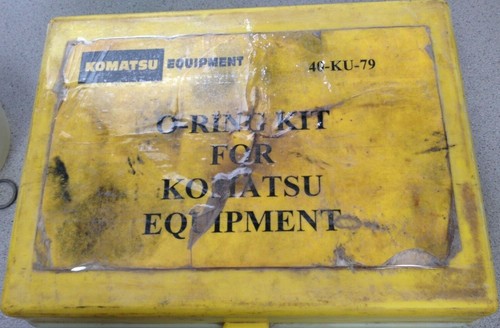 KOMATSU EQUIPMENT 40-KU-79
O-RING KIT
FOR
KOMATSU
EQUIPMENT